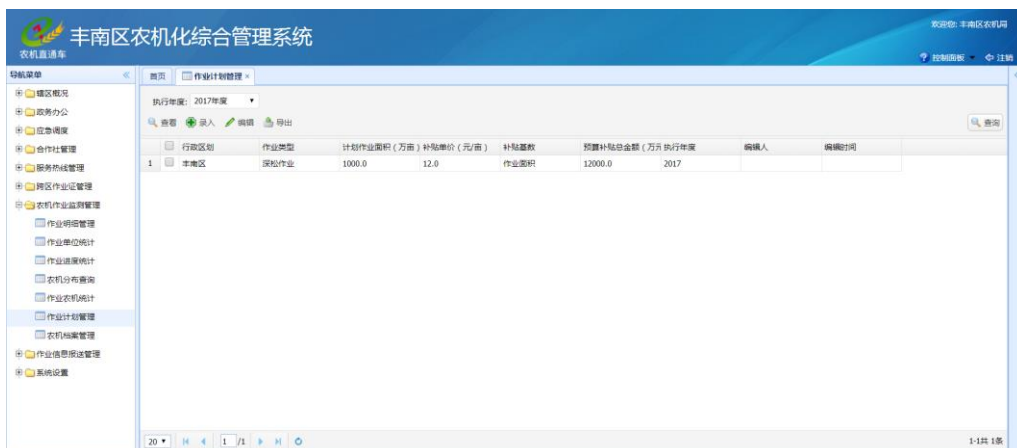 丰南区农机化综合管理系统
农机直通车
欢迎您: 丰南区农机局
控制面板 注销
导航菜单
首页 作业计划管理
辖区概况
政务办公
应急调度
合作社管理
服务热线管理
跨区作业证管理
农机作业监测管理
作业明细管理
作业单位统计
作业进度统计
农机分布查询
作业农机统计
作业计划管理
农机档案管理
作业信息报送管理
系统设置
执行年度: 2017年度
查看 录入 编辑 导出
查询
行政区划 作业类型 计划作业面积（万亩） 补贴单价（元/亩） 补贴基数 预算补贴总金额（万元 执行年度 编辑人 编辑时间
1 丰南区 深松作业 1000.0 12.0 作业面积 12000.0 2017
20 1 /1
1-1共 1条